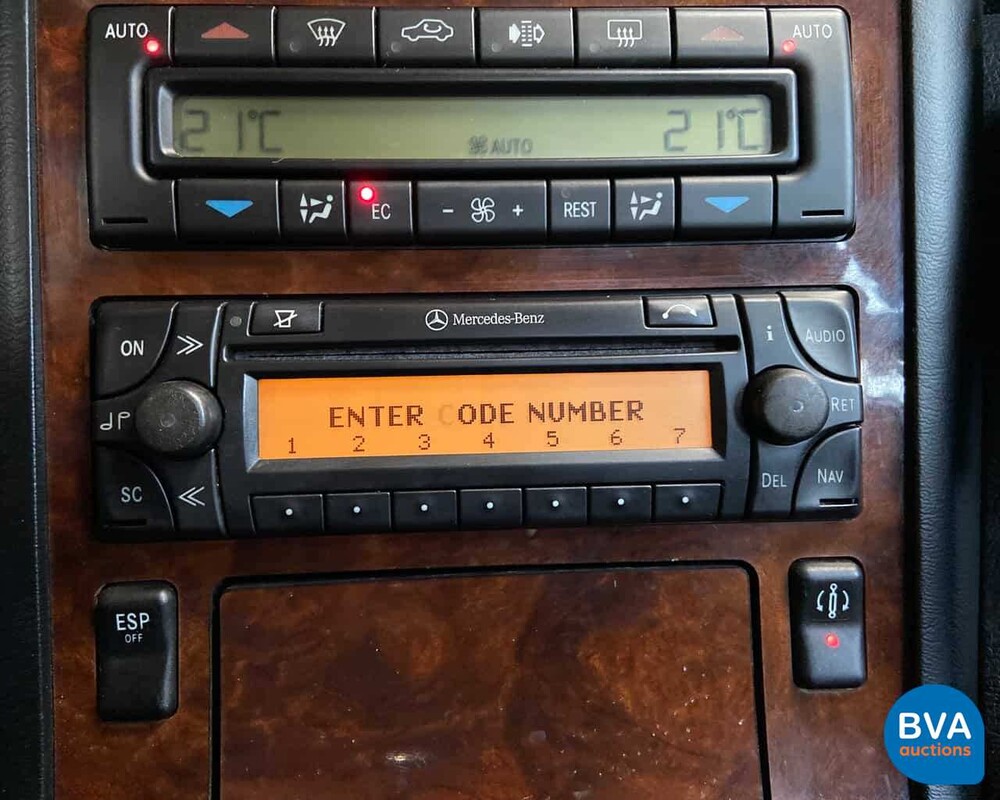 AUTO AUTO
21°C AUTO 21°C
EC - + REST
Mercedes-Benz
ON i AUDIO
ENTER CODE NUMBER
RET
1 2 3 4 5 6 7
SC DEL NAV
ESP
OFF
BVA
auctions